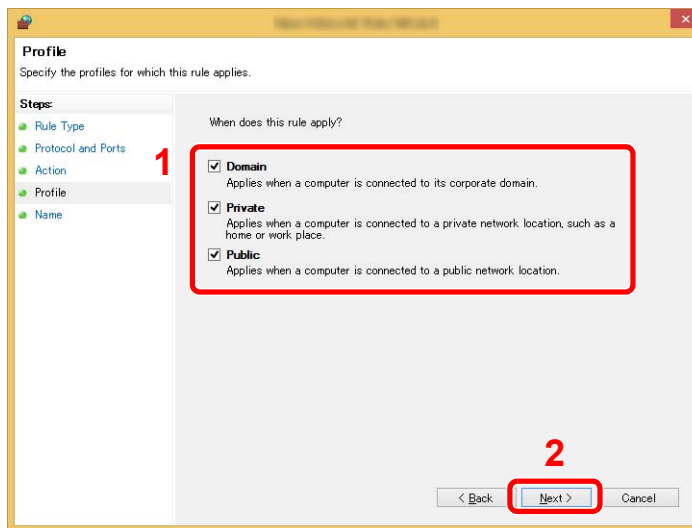 Profile
Specify the profiles for which this rule applies.
Steps:
Rule Type
Protocol and Ports
Action
Profile
Name
When does this rule apply?
1
Domain
Applies when a computer is connected to its corporate domain.
Private
Applies when a computer is connected to a private network location, such as a
home or work place.
Public
Applies when a computer is connected to a public network location.
2
< Back
Next >
Cancel